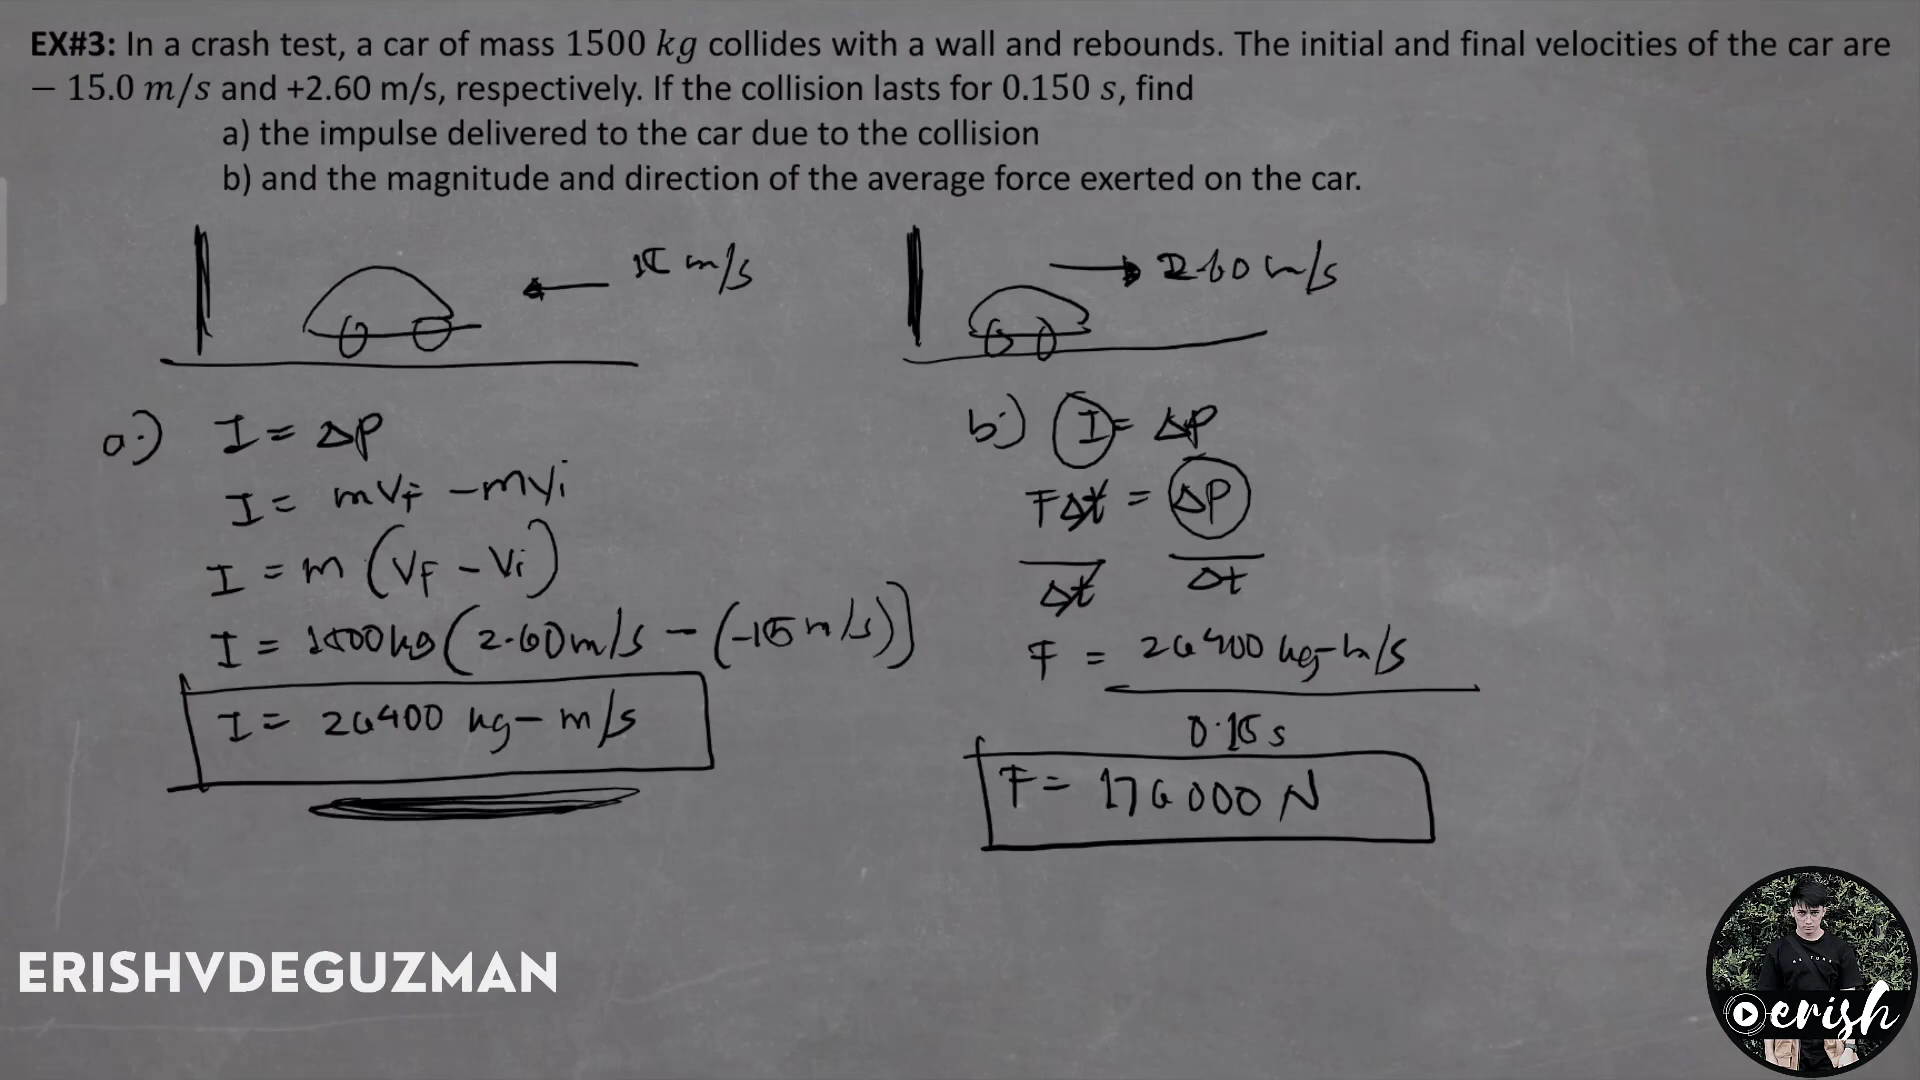 EX#3: In a crash test, a car of mass 1500 kg collides with a wall and rebounds. The initial and final velocities of the car are
− 15.0 m/s and +2.60 m/s, respectively. If the collision lasts for 0.150 s, find
a) the impulse delivered to the car due to the collision
b) and the magnitude and direction of the average force exerted on the car.
15 m/s
2.60 m/s
a.) I = ΔP
I = mVf - mVi
I = m (Vf - Vi)
I = 1500 kg (2.60 m/s - (-15 m/s))
I = 26400 kg-m/s
b.) I = ΔP
FΔt = ΔP
Δt Δt
F = 26400 kg-m/s
0.15 s
F = 176000 N
ERISHVDEGUZMAN
erish